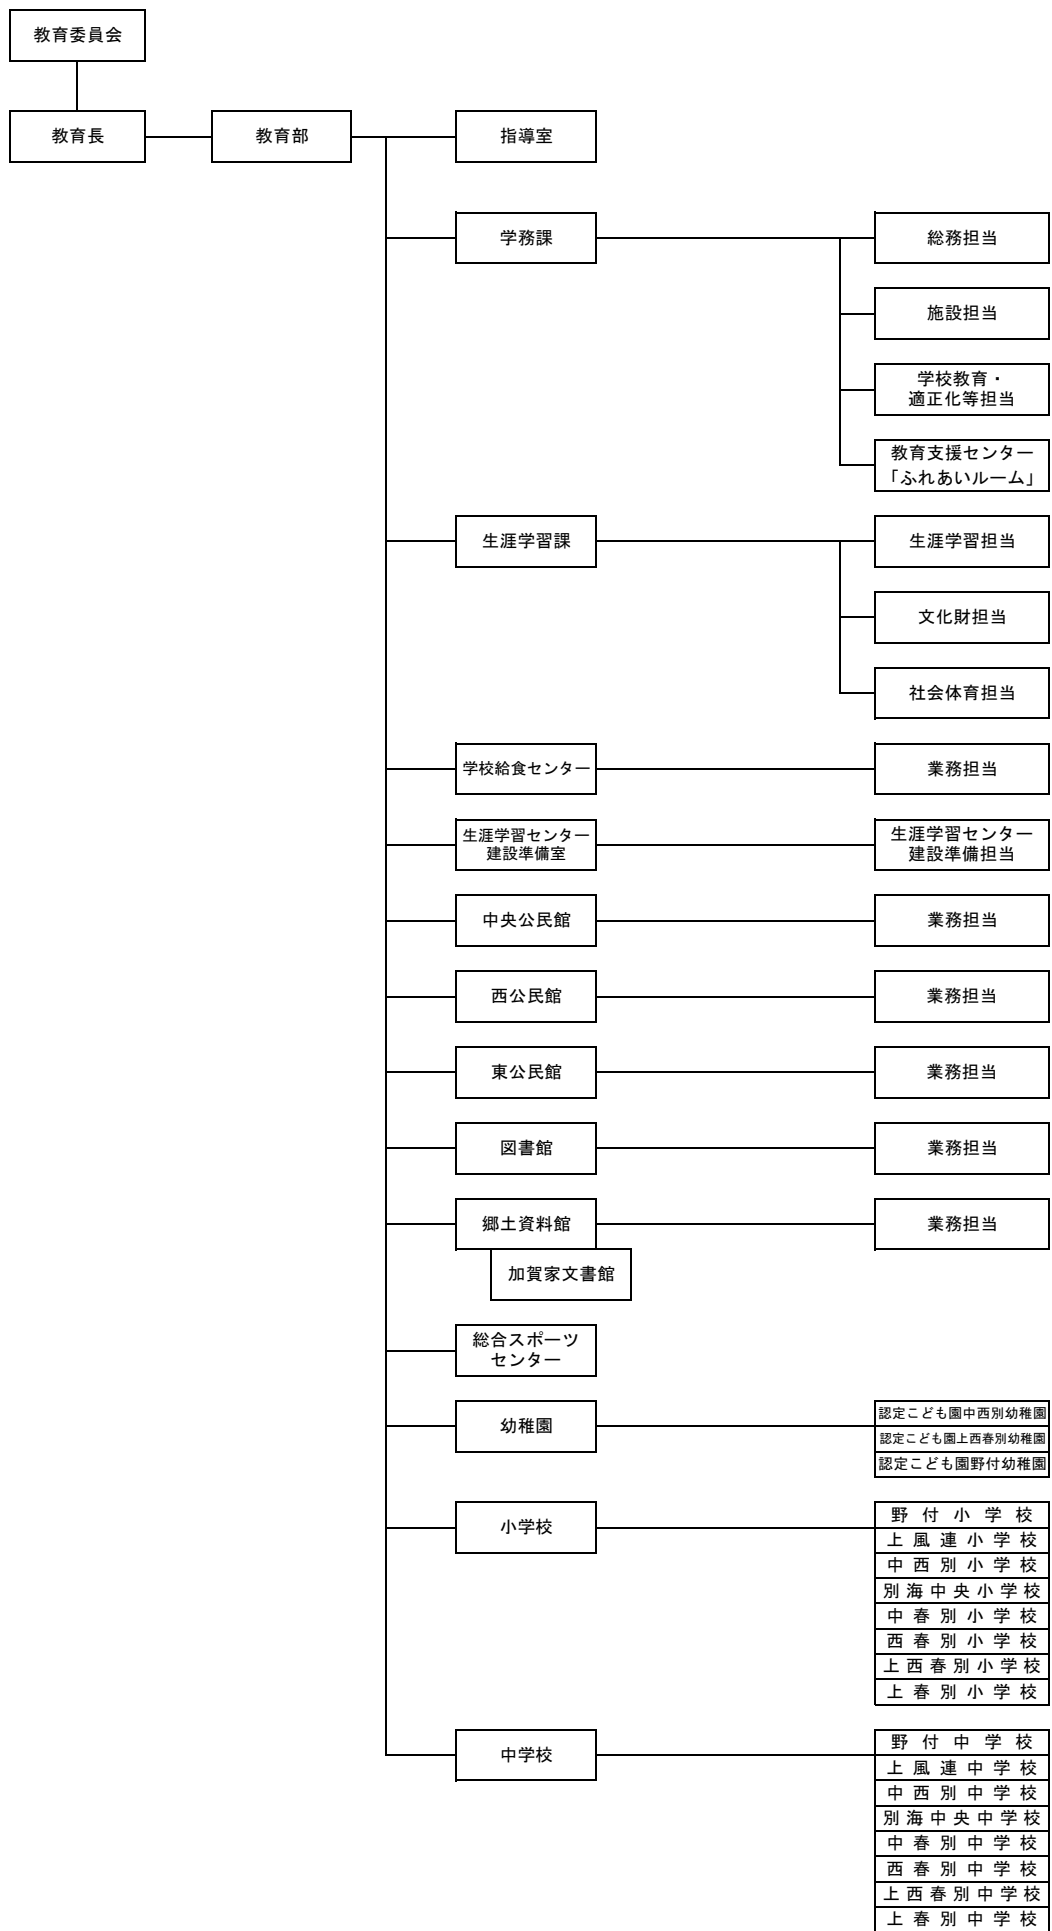 教育委員会
教育長
教育部
指導室
学務課
総務担当
施設担当
学校教育・
適正化等担当
教育支援センター
「ふれあいルーム」
生涯学習課
生涯学習担当
文化財担当
社会体育担当
学校給食センター
業務担当
生涯学習センター
建設準備室
生涯学習センター
建設準備担当
中央公民館
業務担当
西公民館
業務担当
東公民館
業務担当
図書館
業務担当
郷土資料館
業務担当
加賀家文書館
総合スポーツ
センター
幼稚園
認定こども園中西別幼稚園
認定こども園上西春別幼稚園
認定こども園野付幼稚園
小学校
野付小学校
上風連小学校
中西別小学校
別海中央小学校
中春別小学校
西春別小学校
上西春別小学校
上春別小学校
中学校
野付中学校
上風連中学校
中西別中学校
別海中央中学校
中春別中学校
西春別中学校
上西春別中学校
上春別中学校